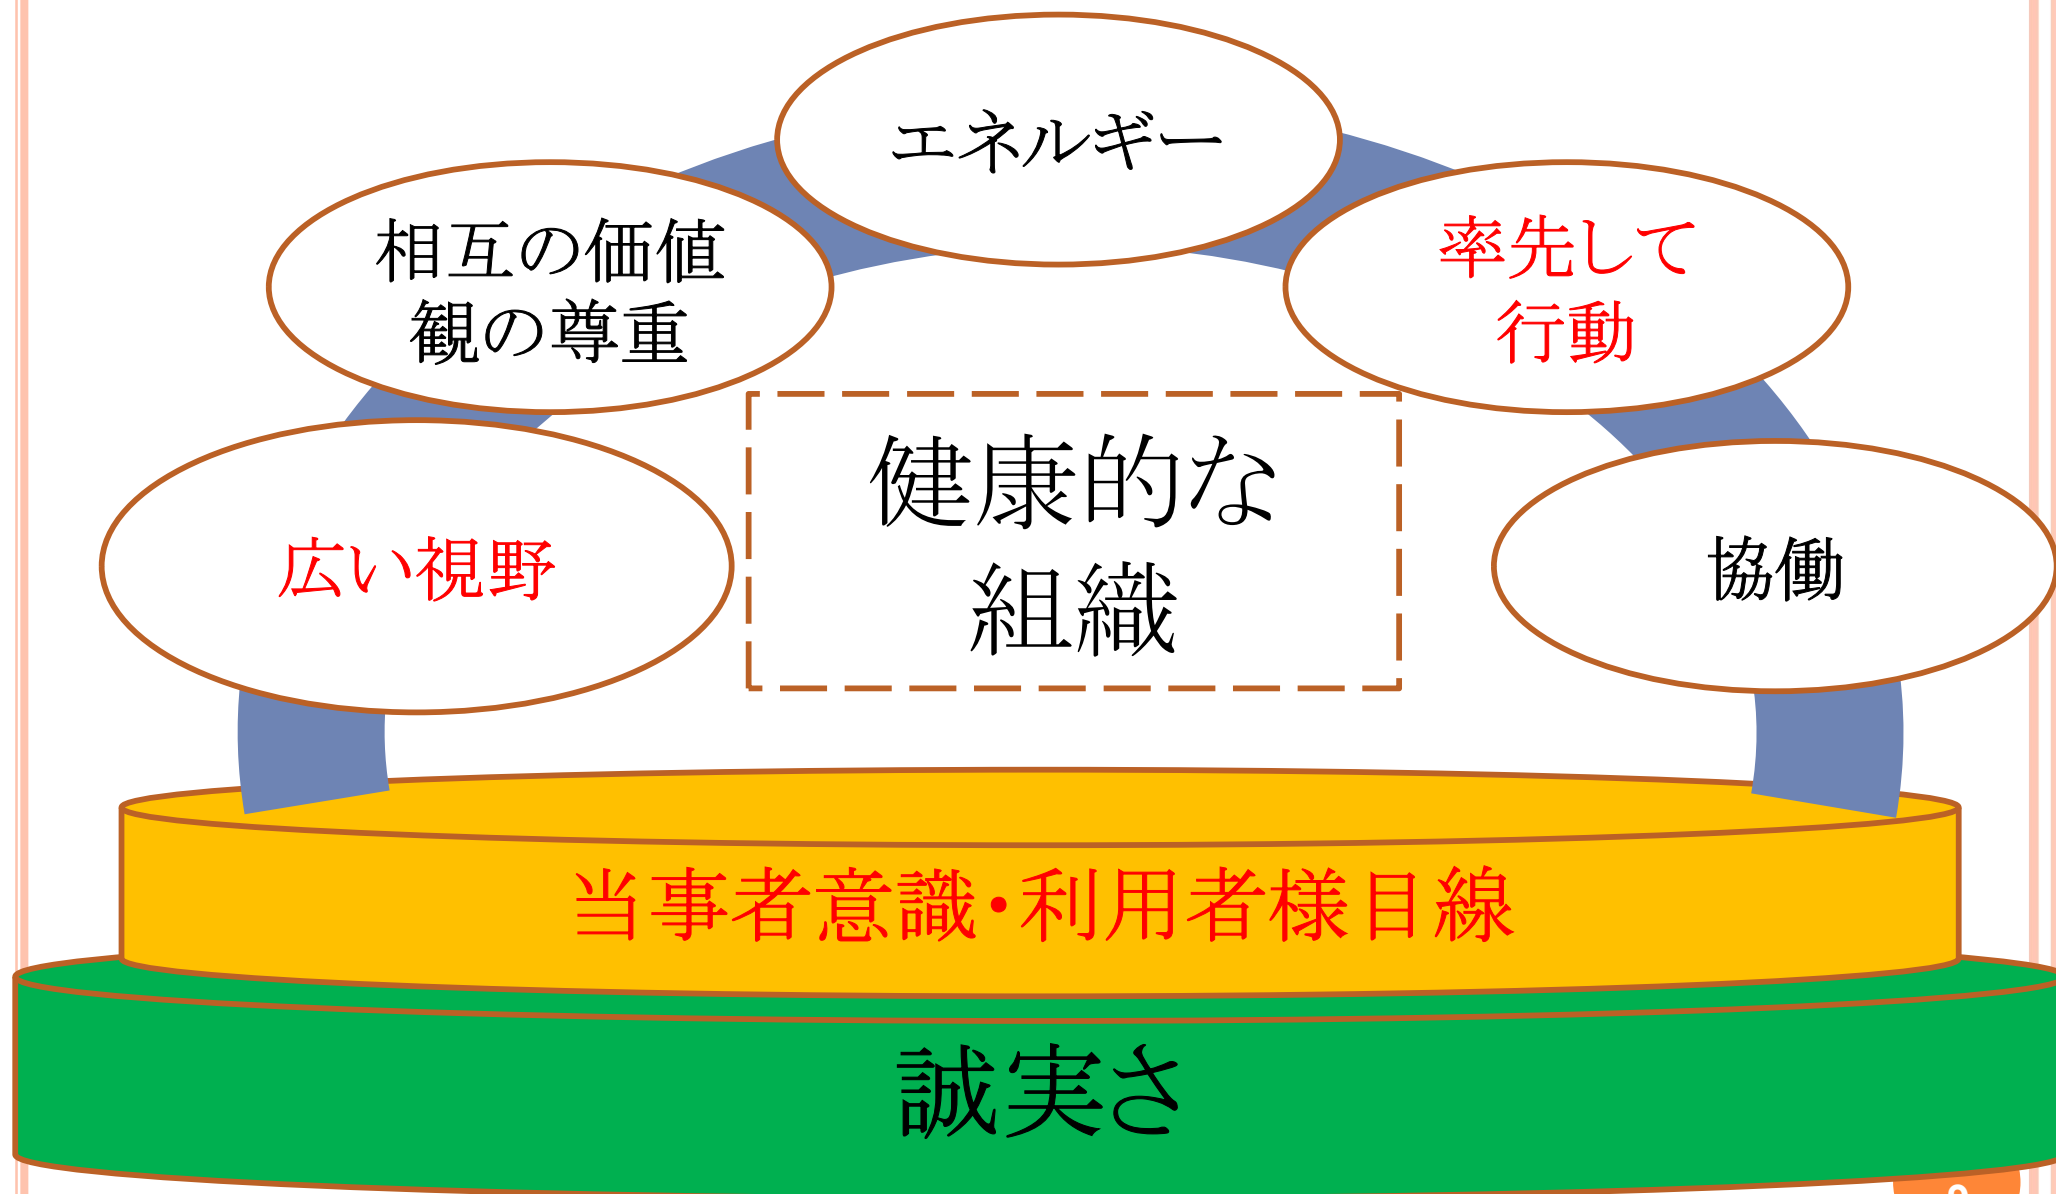 エネルギー
相互の価値
観の尊重
率先して
行動
健康的な
組織
広い視野
協働
当事者意識・利用者様目線
誠実さ